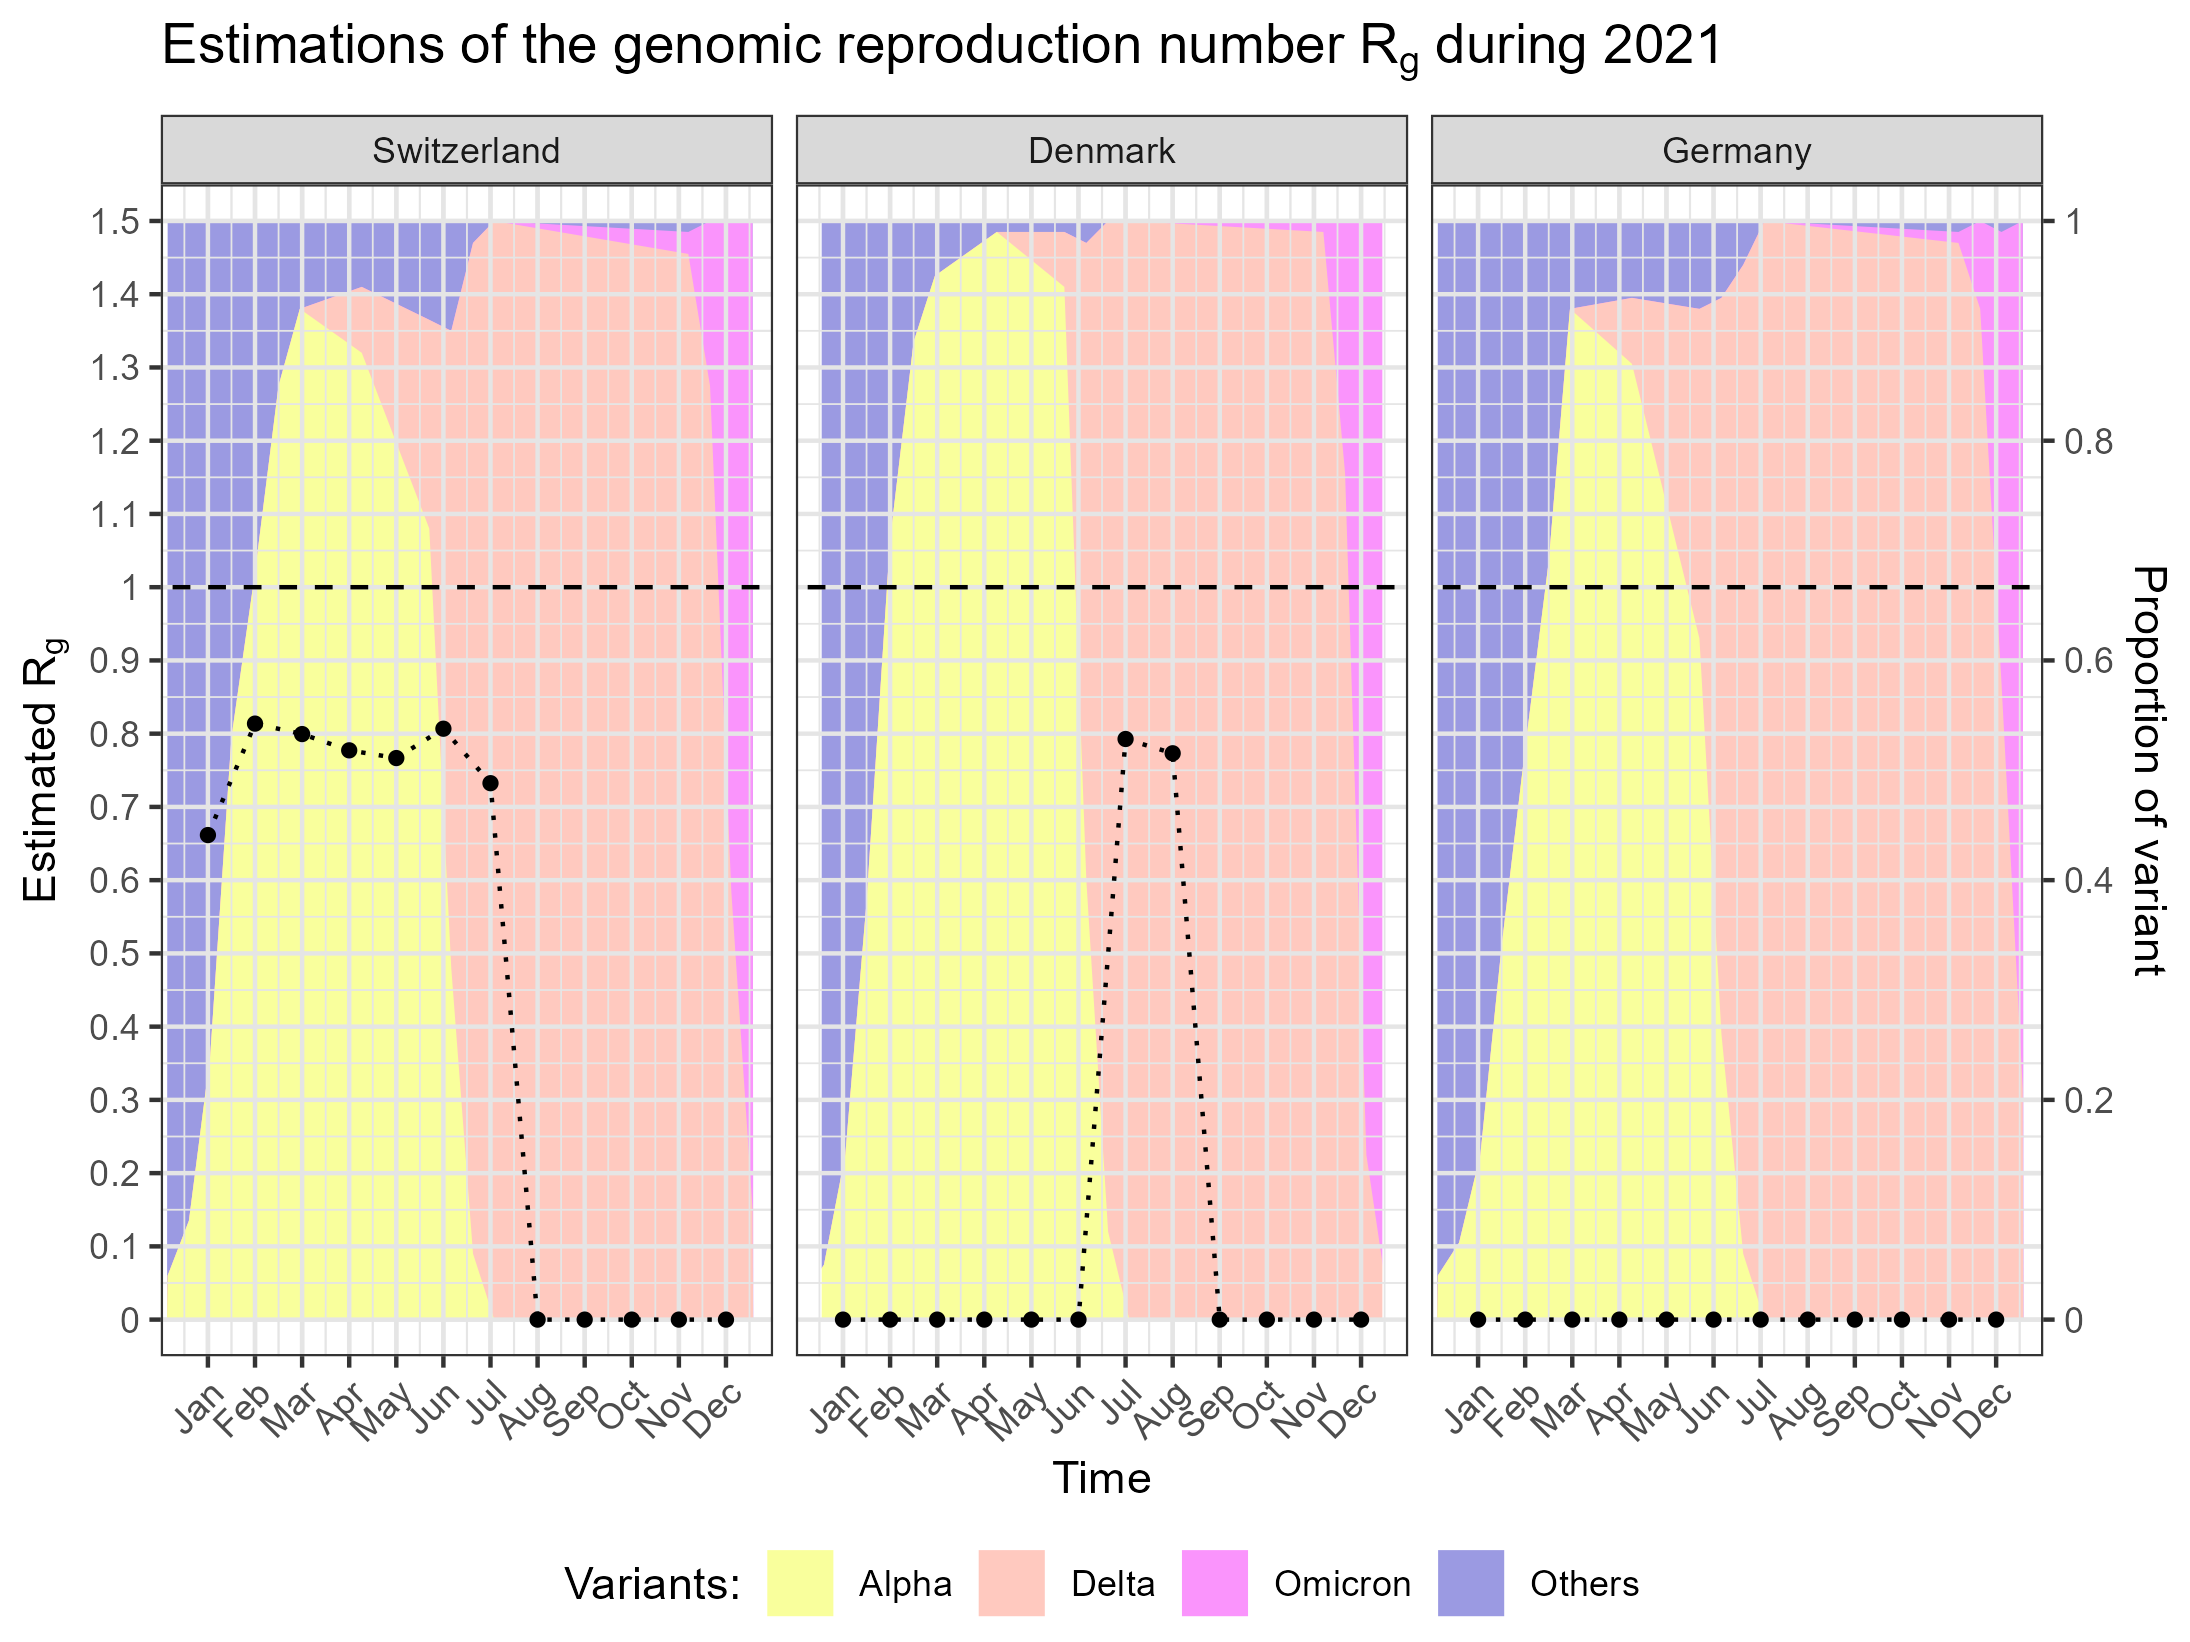 Estimations of the genomic reproduction number Rg during 2021
Switzerland Denmark Germany
1.5 1
1.4
1.3
1.2 0.8
1.1
1
0.9 0.6
0.8
0.7
0.6 0.4
0.5
0.4
0.3 0.2
0.2
0.1
0 0
Estimated Rg
Proportion of variant
Jan Feb Mar Apr May Jun Jul Aug Sep Oct Nov Dec Jan Feb Mar Apr May Jun Jul Aug Sep Oct Nov Dec Jan Feb Mar Apr May Jun Jul Aug Sep Oct Nov Dec
Time
Variants: Alpha Delta Omicron Others